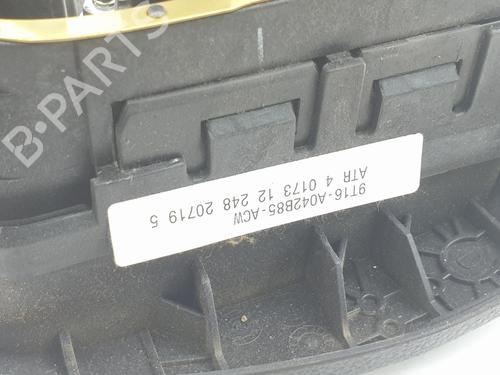 9T16-A042B85-ACW
ATR 4 0173 12 248 20719 5
B-PARTS